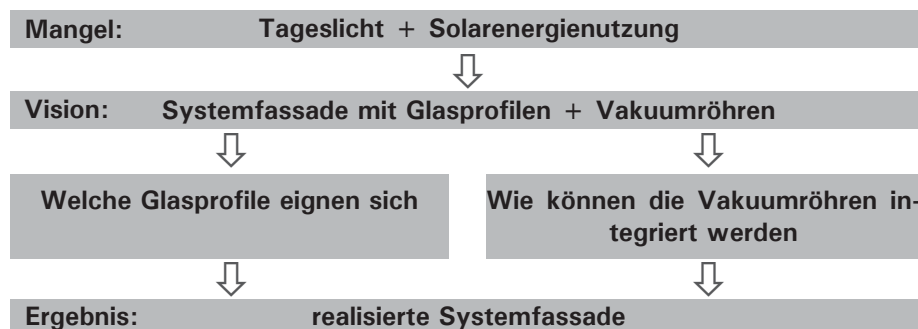 Mangel: Tageslicht + Solarenergienutzung
Vision: Systemfassade mit Glasprofilen + Vakuumröhren
Welche Glasprofile eignen sich
Wie können die Vakuumröhren in-
tegriert werden
Ergebnis: realisierte Systemfassade